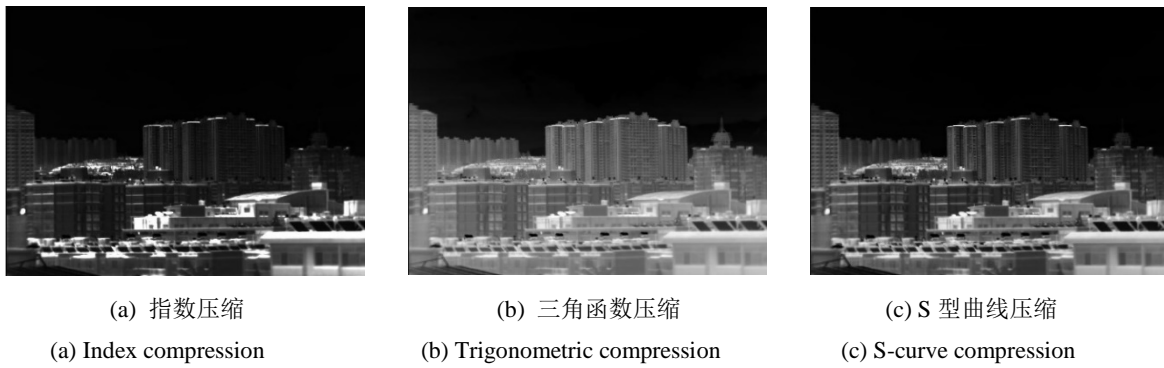 (a) 指数压缩
(b) 三角函数压缩
(c) S 型曲线压缩
(a) Index compression
(b) Trigonometric compression
(c) S-curve compression